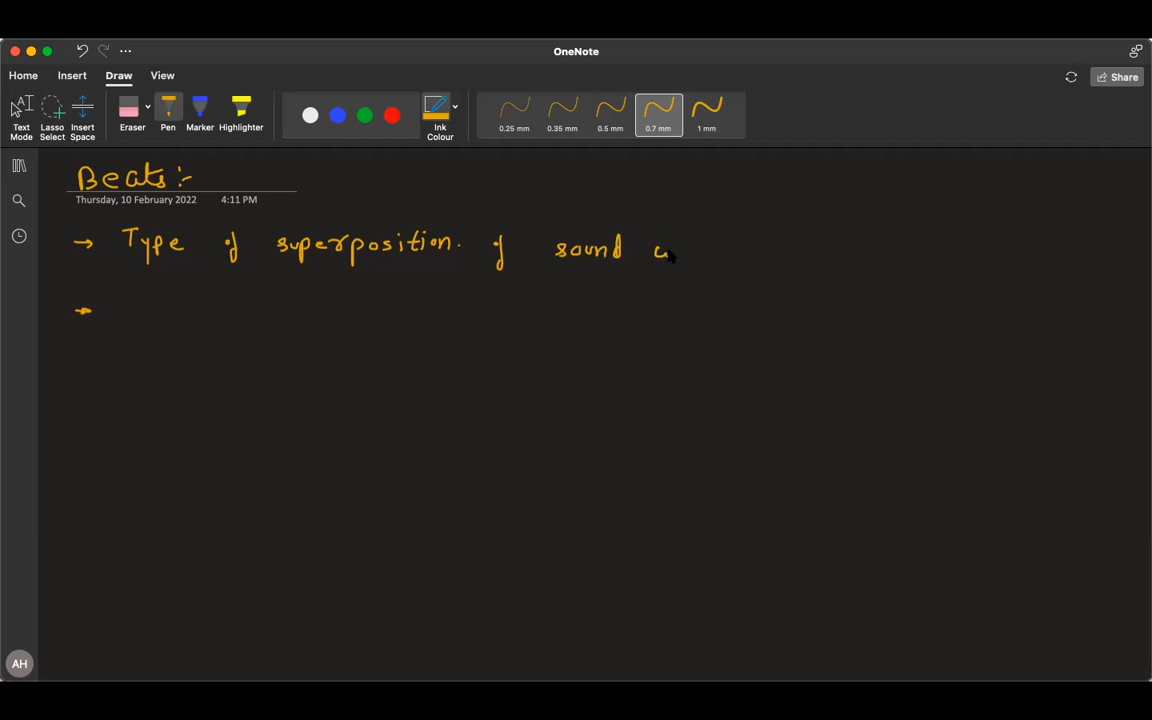 OneNote
Home Insert Draw View
Share
Text Mode Lasso Select Insert Space Eraser Pen Marker Highlighter Ink Colour 0.25 mm 0.35 mm 0.5 mm 0.7 mm 1 mm
Beats :-
Thursday, 10 February 2022 4:11 PM
→ Type of superposition. of sound
→
AH